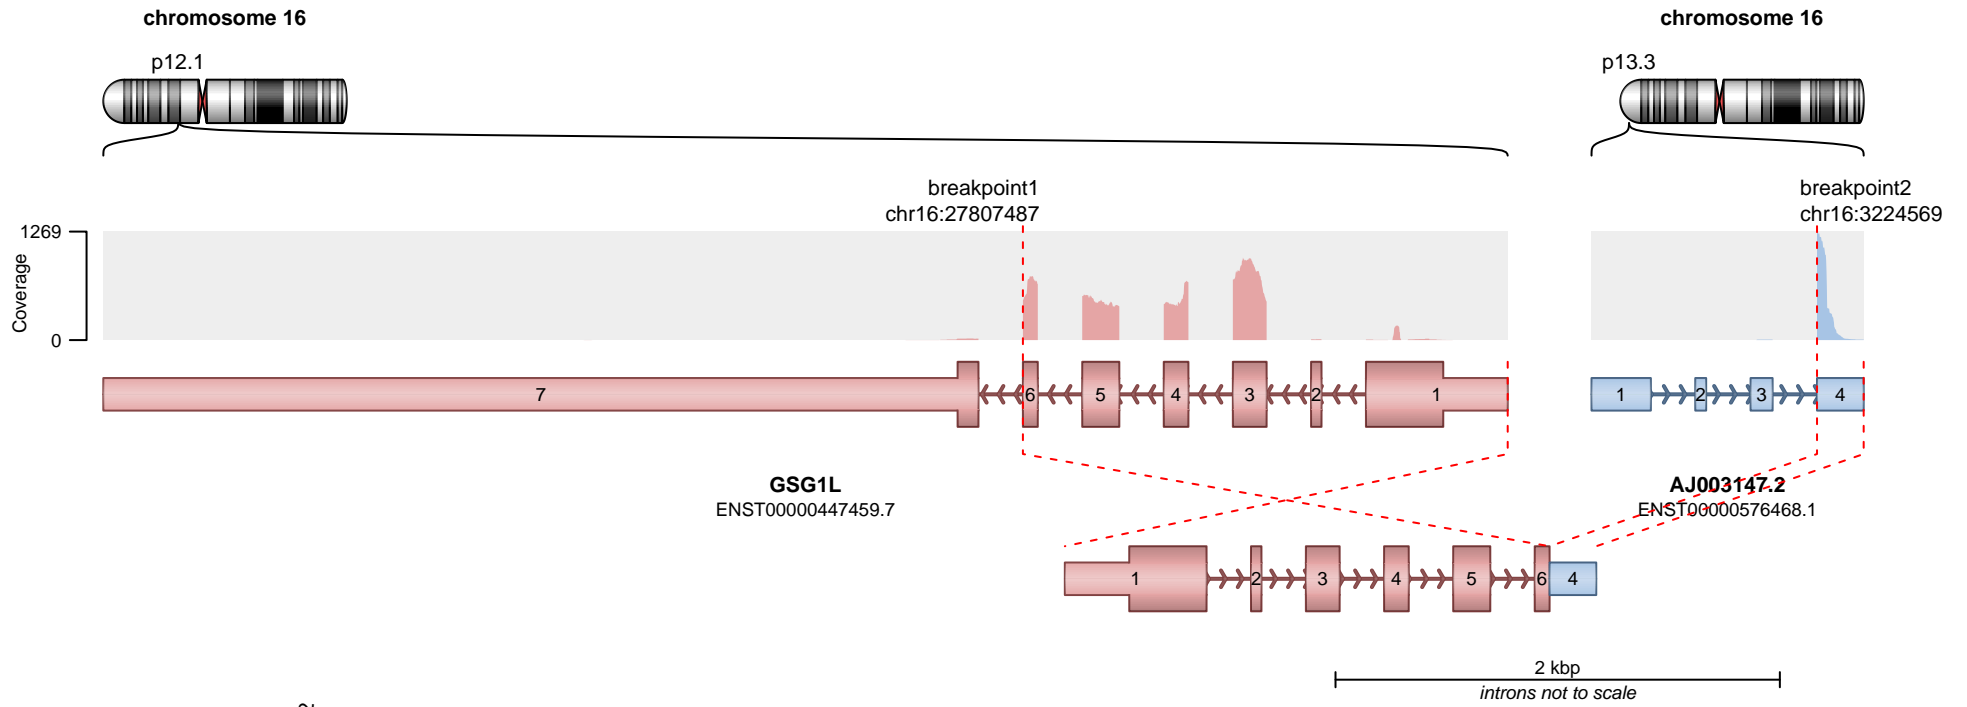 chromosome 16
chromosome 16
p12.1
p13.3
breakpoint1
chr16:27807487
breakpoint2
chr16:3224569
1269
Coverage
0
7 6 5 4 3 2 1
1 2 3 4
GSG1L
ENST00000447459.7
AJ003147.2
ENST00000576468.1
1 2 3 4 5 6 4
2 kbp
introns not to scale